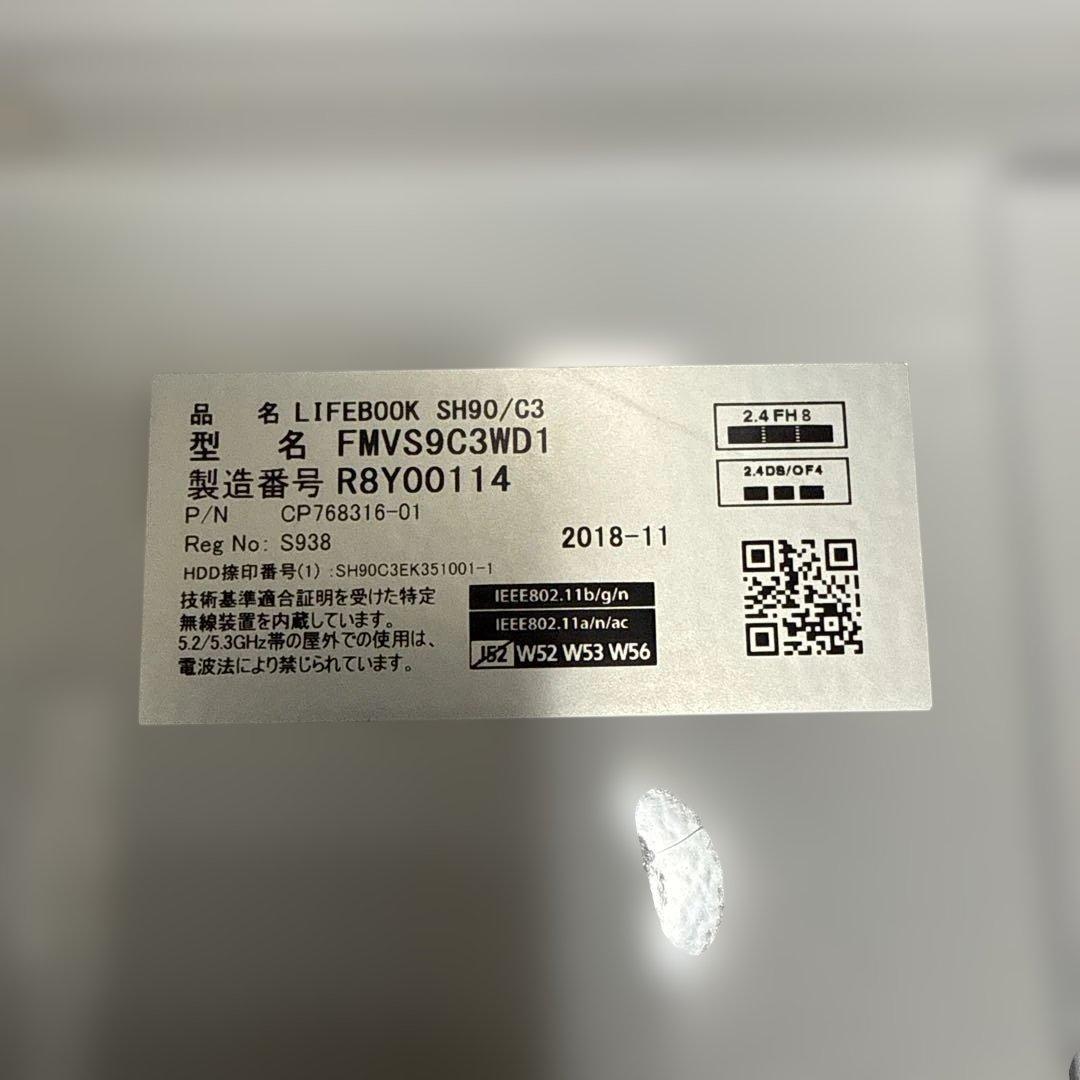 品 名 LIFEBOOK SH90/C3
型 名 FMVS9C3WD1
製造番号 R8Y00114
P/N CP768316-01
Reg No: S938
2018-11
HDD捺印番号(1) :SH90C3EK351001-1
技術基準適合証明を受けた特定
無線装置を内蔵しています。
5.2/5.3GHz帯の屋外での使用は、
電波法により禁じられています。
IEEE802.11b/g/n
IEEE802.11a/n/ac
J52 W52 W53 W56
2.4FH8
2.4DS/OF4